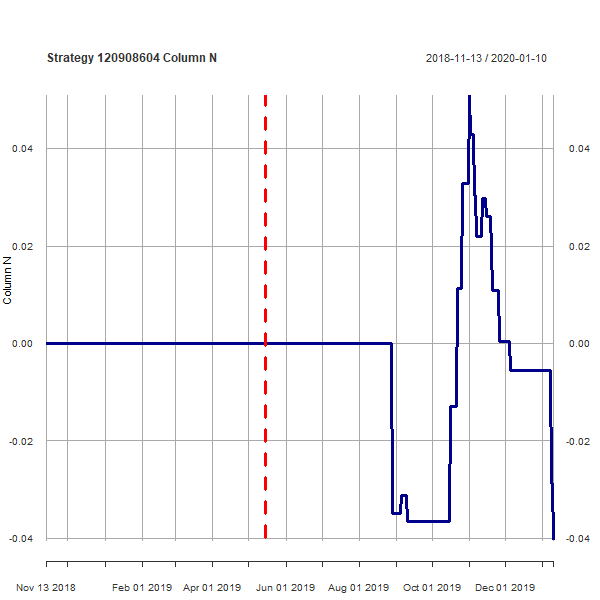 Strategy 120908604 Column N 2018-11-13 / 2020-01-10
0.04 0.04
0.02 0.02
Column N
0.00 0.00
-0.02 -0.02
-0.04 -0.04
Nov 13 2018 Feb 01 2019 Apr 01 2019 Jun 01 2019 Aug 01 2019 Oct 01 2019 Dec 01 2019